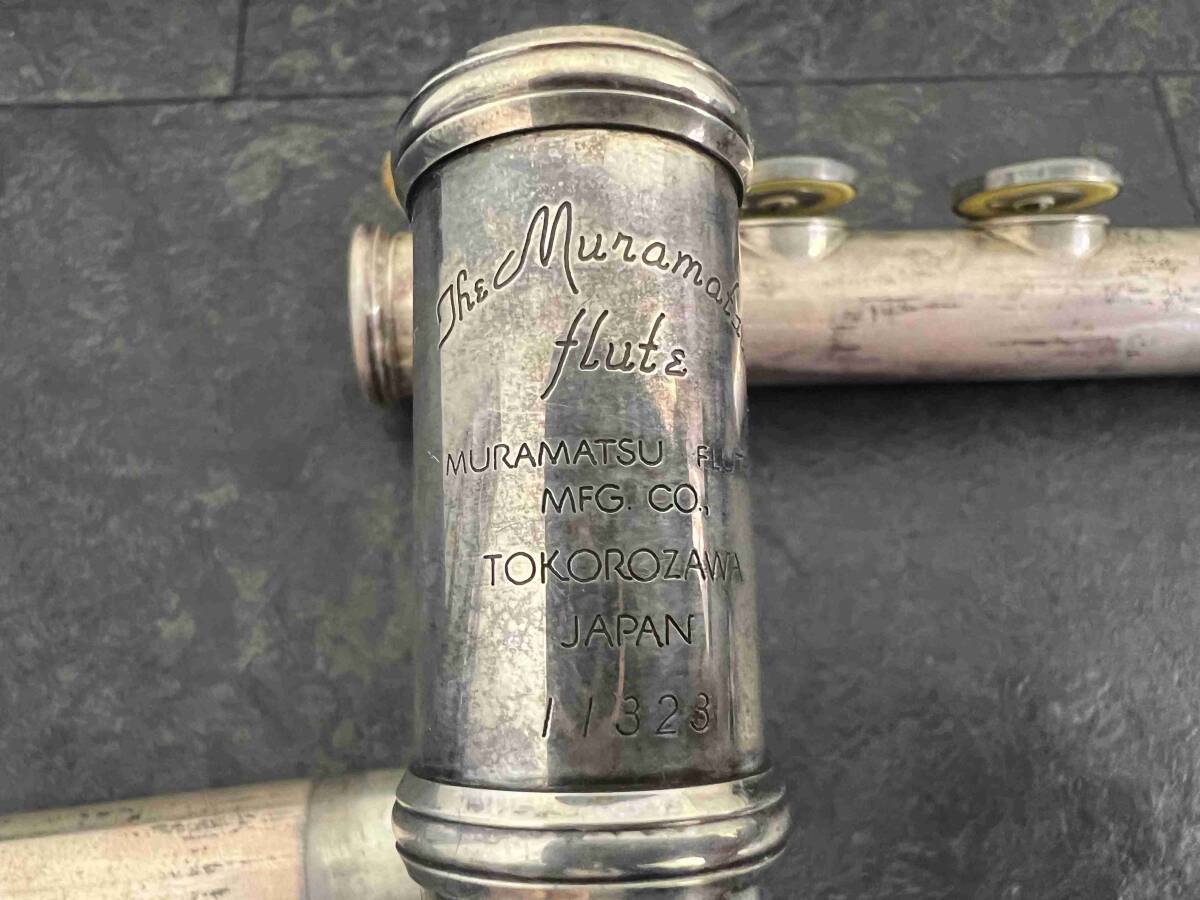 The Muramatsu
flute
MURAMATSU FLUTE
MFG. CO.,
TOKOROZAWA
JAPAN
11323